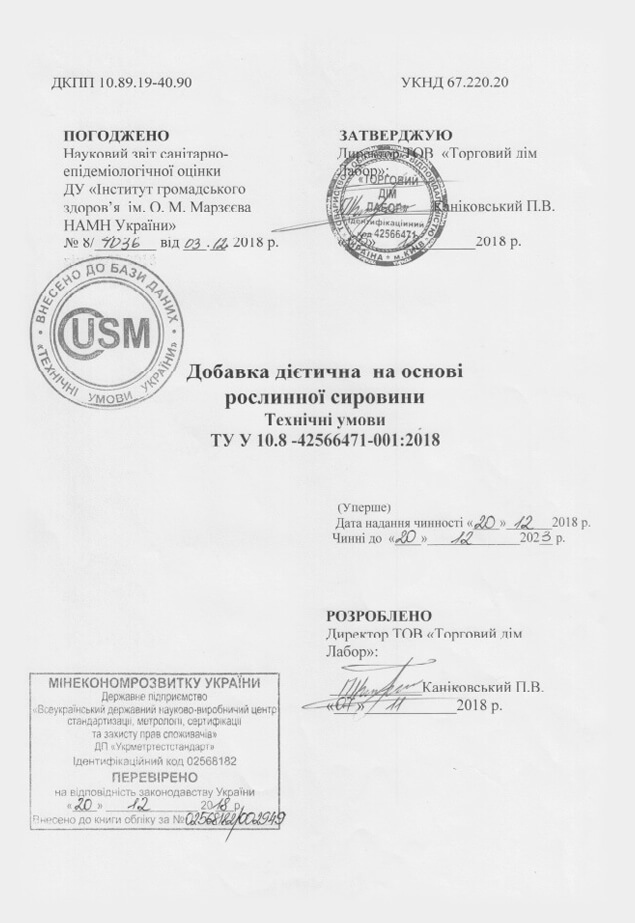 ДКПП 10.89.19-40.90
УКНД 67.220.20
ПОГОДЖЕНО
Науковий звіт санітарно-
епідеміологічної оцінки
ДУ «Інститут громадського
здоров’я ім. О. М. Марзєєва
НАМН України»
№ 8/ 4036 від 03.12.2018 р.
ЗАТВЕРДЖУЮ
Директор ТОВ «Торговий дім
Лабор»:
Каніковський П.В.
2018 р.
«ТОРГОВИЙ
ДІМ
ЛАБОР»
Ідентифікаційний
код 42566471
УКРАЇНА * м.КИЇВ
• ВНЕСЕНО ДО БАЗИ ДАНИХ •
USM
«ТЕХНІЧНІ УМОВИ УКРАЇНИ»
Добавка дієтична на основі
рослинної сировини
Технічні умови
ТУ У 10.8 -42566471-001:2018
(Уперше)
Дата надання чинності «20» 12 2018 р.
Чинні до «20» 12 2023 р.
РОЗРОБЛЕНО
Директор ТОВ «Торговий дім
Лабор»:
Каніковський П.В.
11 2018 р.
МІНЕКОНОМРОЗВИТКУ УКРАЇНИ
Державне підприємство
«Всеукраїнський державний науково-виробничий центр
стандартизації, метрології, сертифікації
та захисту прав споживачів»
ДП «Укрметртестстандарт»
Ідентифікаційний код 02568182
ПЕРЕВІРЕНО
на відповідність законодавству України
«20» 12 2018 р.
Внесено до книги обліку за №02568182/002949